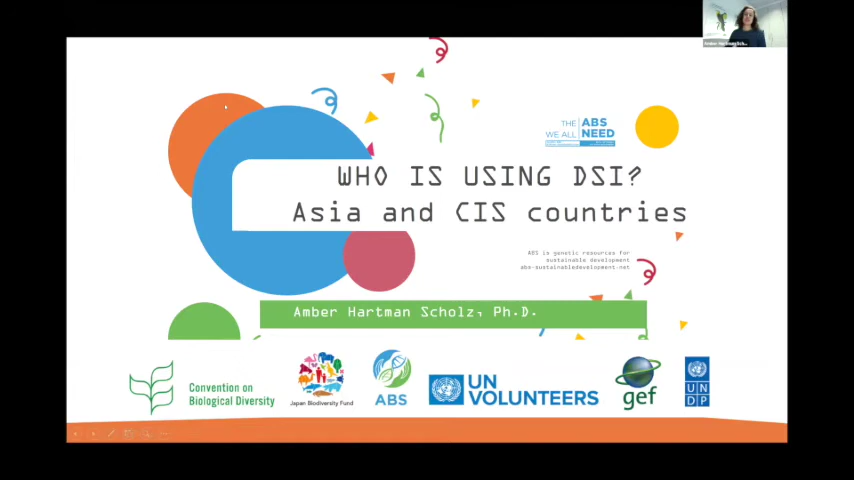 THE ABS
WE ALL NEED
WHO IS USING DSI?
Asia and CIS countries
ABS is genetic resources for
sustainable development
abs-sustainabledevelopment.net
Amber Hartman Scholz, Ph.D.
Convention on
Biological Diversity
Japan Biodiversity Fund
ABS
UN
VOLUNTEERS
gef
U N
D P